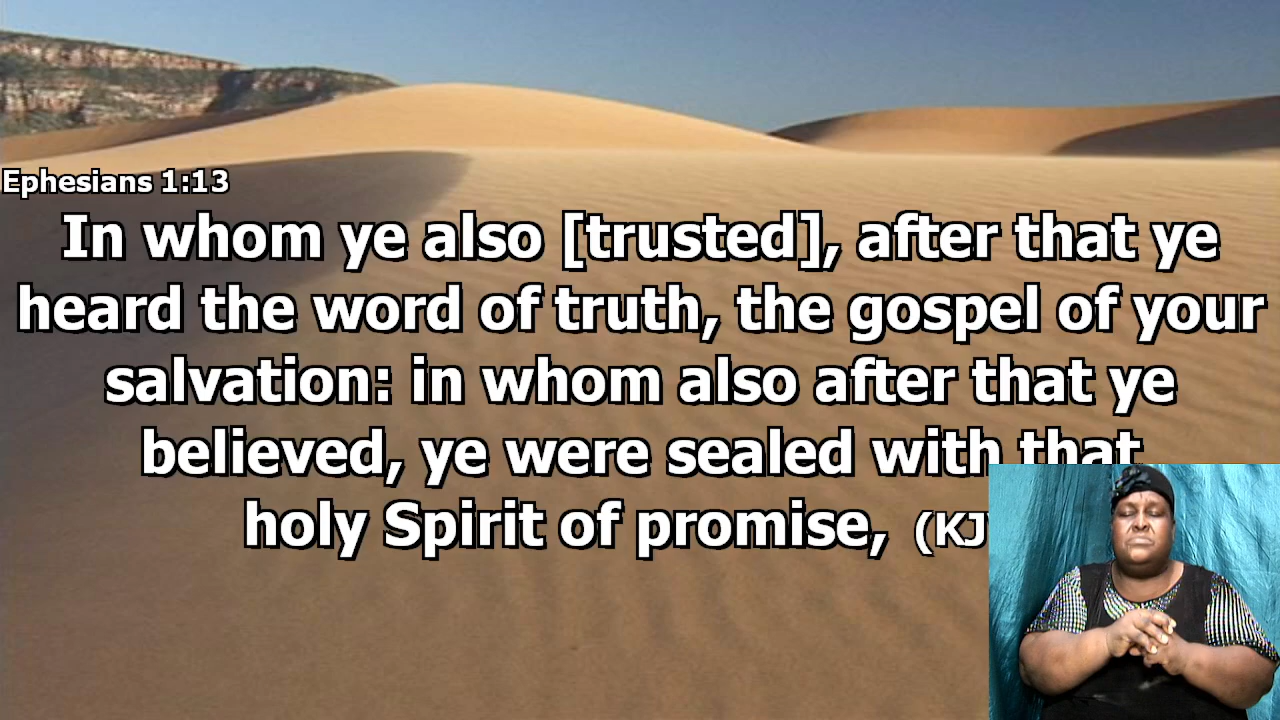 Ephesians 1:13
In whom ye also [trusted], after that ye
heard the word of truth, the gospel of your
salvation: in whom also after that ye
believed, ye were sealed with that
holy Spirit of promise, (KJ